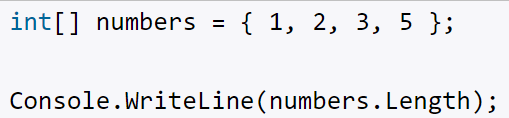 int[] numbers = { 1, 2, 3, 5 };
Console.WriteLine(numbers.Length);